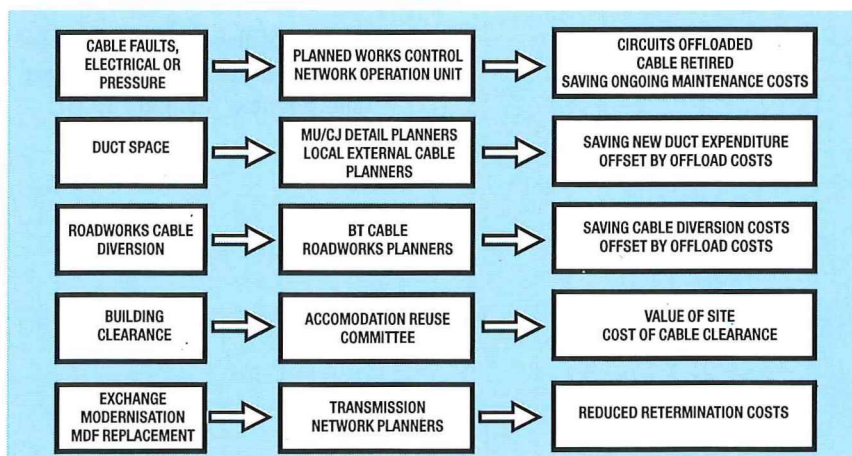 CABLE FAULTS,
ELECTRICAL OR
PRESSURE
PLANNED WORKS CONTROL
NETWORK OPERATION UNIT
CIRCUITS OFFLOADED
CABLE RETIRED
SAVING ONGOING MAINTENANCE COSTS
DUCT SPACE
MU/CJ DETAIL PLANNERS
LOCAL EXTERNAL CABLE
PLANNERS
SAVING NEW DUCT EXPENDITURE
OFFSET BY OFFLOAD COSTS
ROADWORKS CABLE
DIVERSION
BT CABLE
ROADWORKS PLANNERS
SAVING CABLE DIVERSION COSTS
OFFSET BY OFFLOAD COSTS
BUILDING
CLEARANCE
ACCOMODATION REUSE
COMMITTEE
VALUE OF SITE
COST OF CABLE CLEARANCE
EXCHANGE
MODERNISATION
MDF REPLACEMENT
TRANSMISSION
NETWORK PLANNERS
REDUCED RETERMINATION COSTS